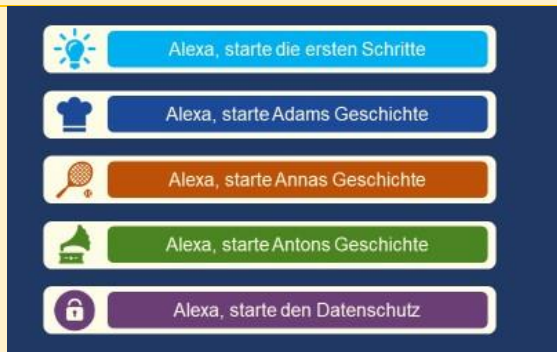 Alexa, starte die ersten Schritte
Alexa, starte Adams Geschichte
Alexa, starte Annas Geschichte
Alexa, starte Antons Geschichte
Alexa, starte den Datenschutz